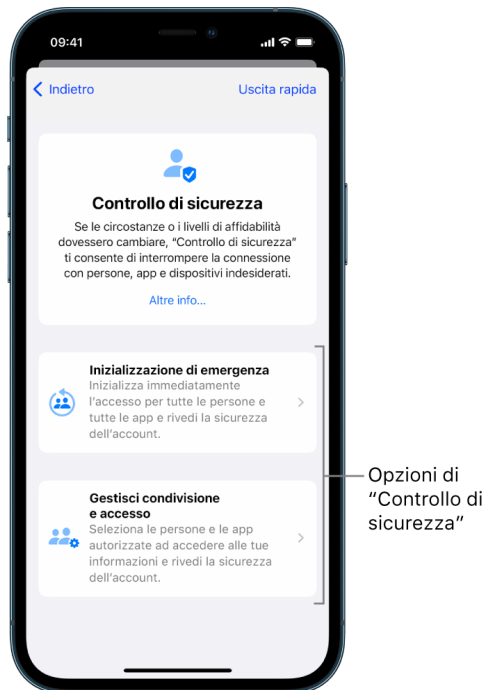 09:41
Indietro
Uscita rapida
Controllo di sicurezza
Se le circostanze o i livelli di affidabilità
dovessero cambiare, “Controllo di sicurezza”
ti consente di interrompere la connessione
con persone, app e dispositivi indesiderati.
Altre info...
Inizializzazione di emergenza
Inizializza immediatamente
l’accesso per tutte le persone e
tutte le app e rivedi la sicurezza
dell’account.
Gestisci condivisione
e accesso
Seleziona le persone e le app
autorizzate ad accedere alle tue
informazioni e rivedi la sicurezza
dell’account.
Opzioni di
“Controllo di
sicurezza”